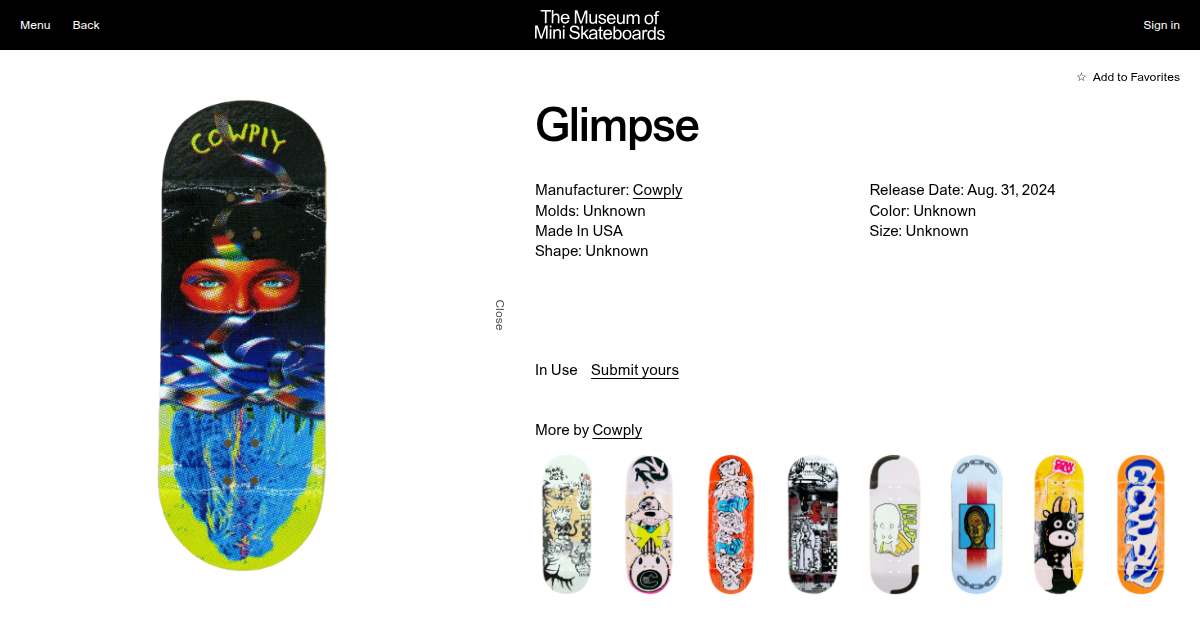 Menu
Back
The Museum of
Mini Skateboards
Sign in
☆ Add to Favorites
COWPLY
Glimpse
Manufacturer: Cowply
Molds: Unknown
Made In USA
Shape: Unknown
Release Date: Aug. 31, 2024
Color: Unknown
Size: Unknown
Close
In Use
Submit yours
More by Cowply